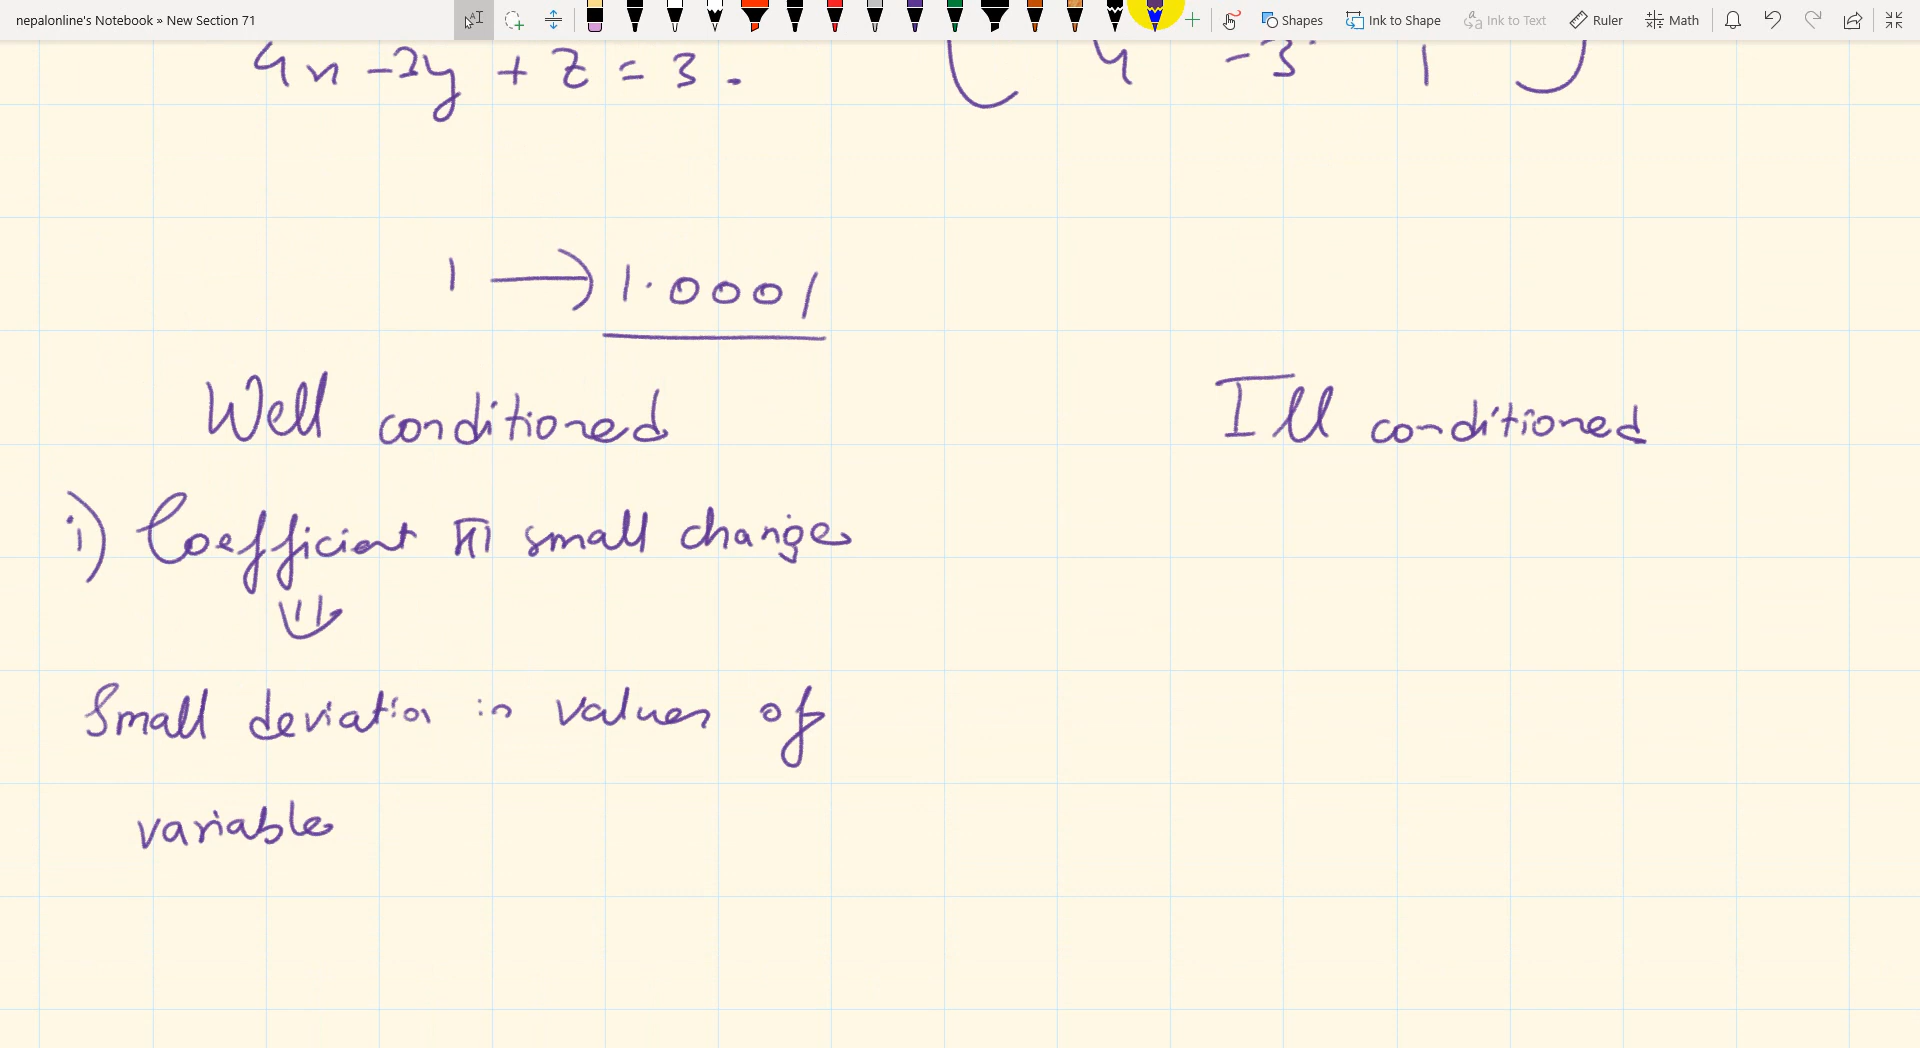 nepalonline's Notebook » New Section 71
Shapes Ink to Shape Ink to Text Ruler Math
4x - 2y + z = 3 .
4 -3 1
1 → 1.0001
Well conditioned Ill conditioned
i) Coefficient मा small change
⇓
Small deviation in values of
variable